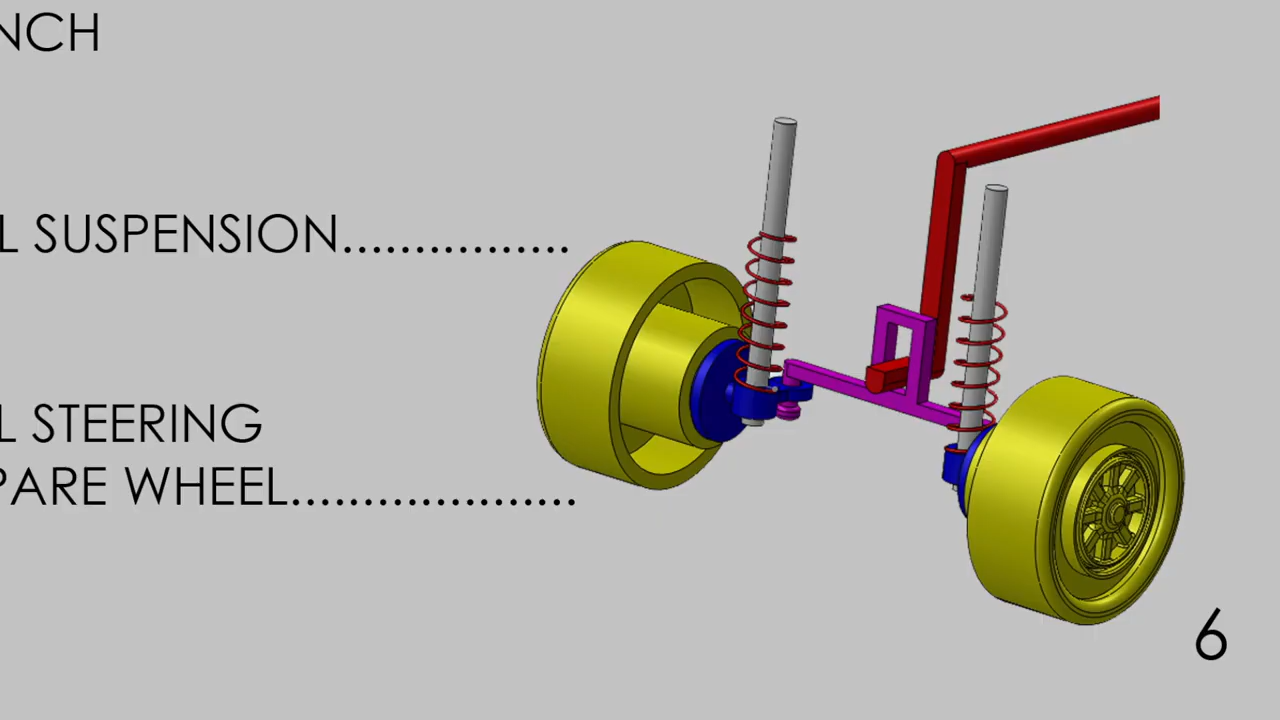 NCH
L SUSPENSION................
L STEERING
PARE WHEEL....................
6